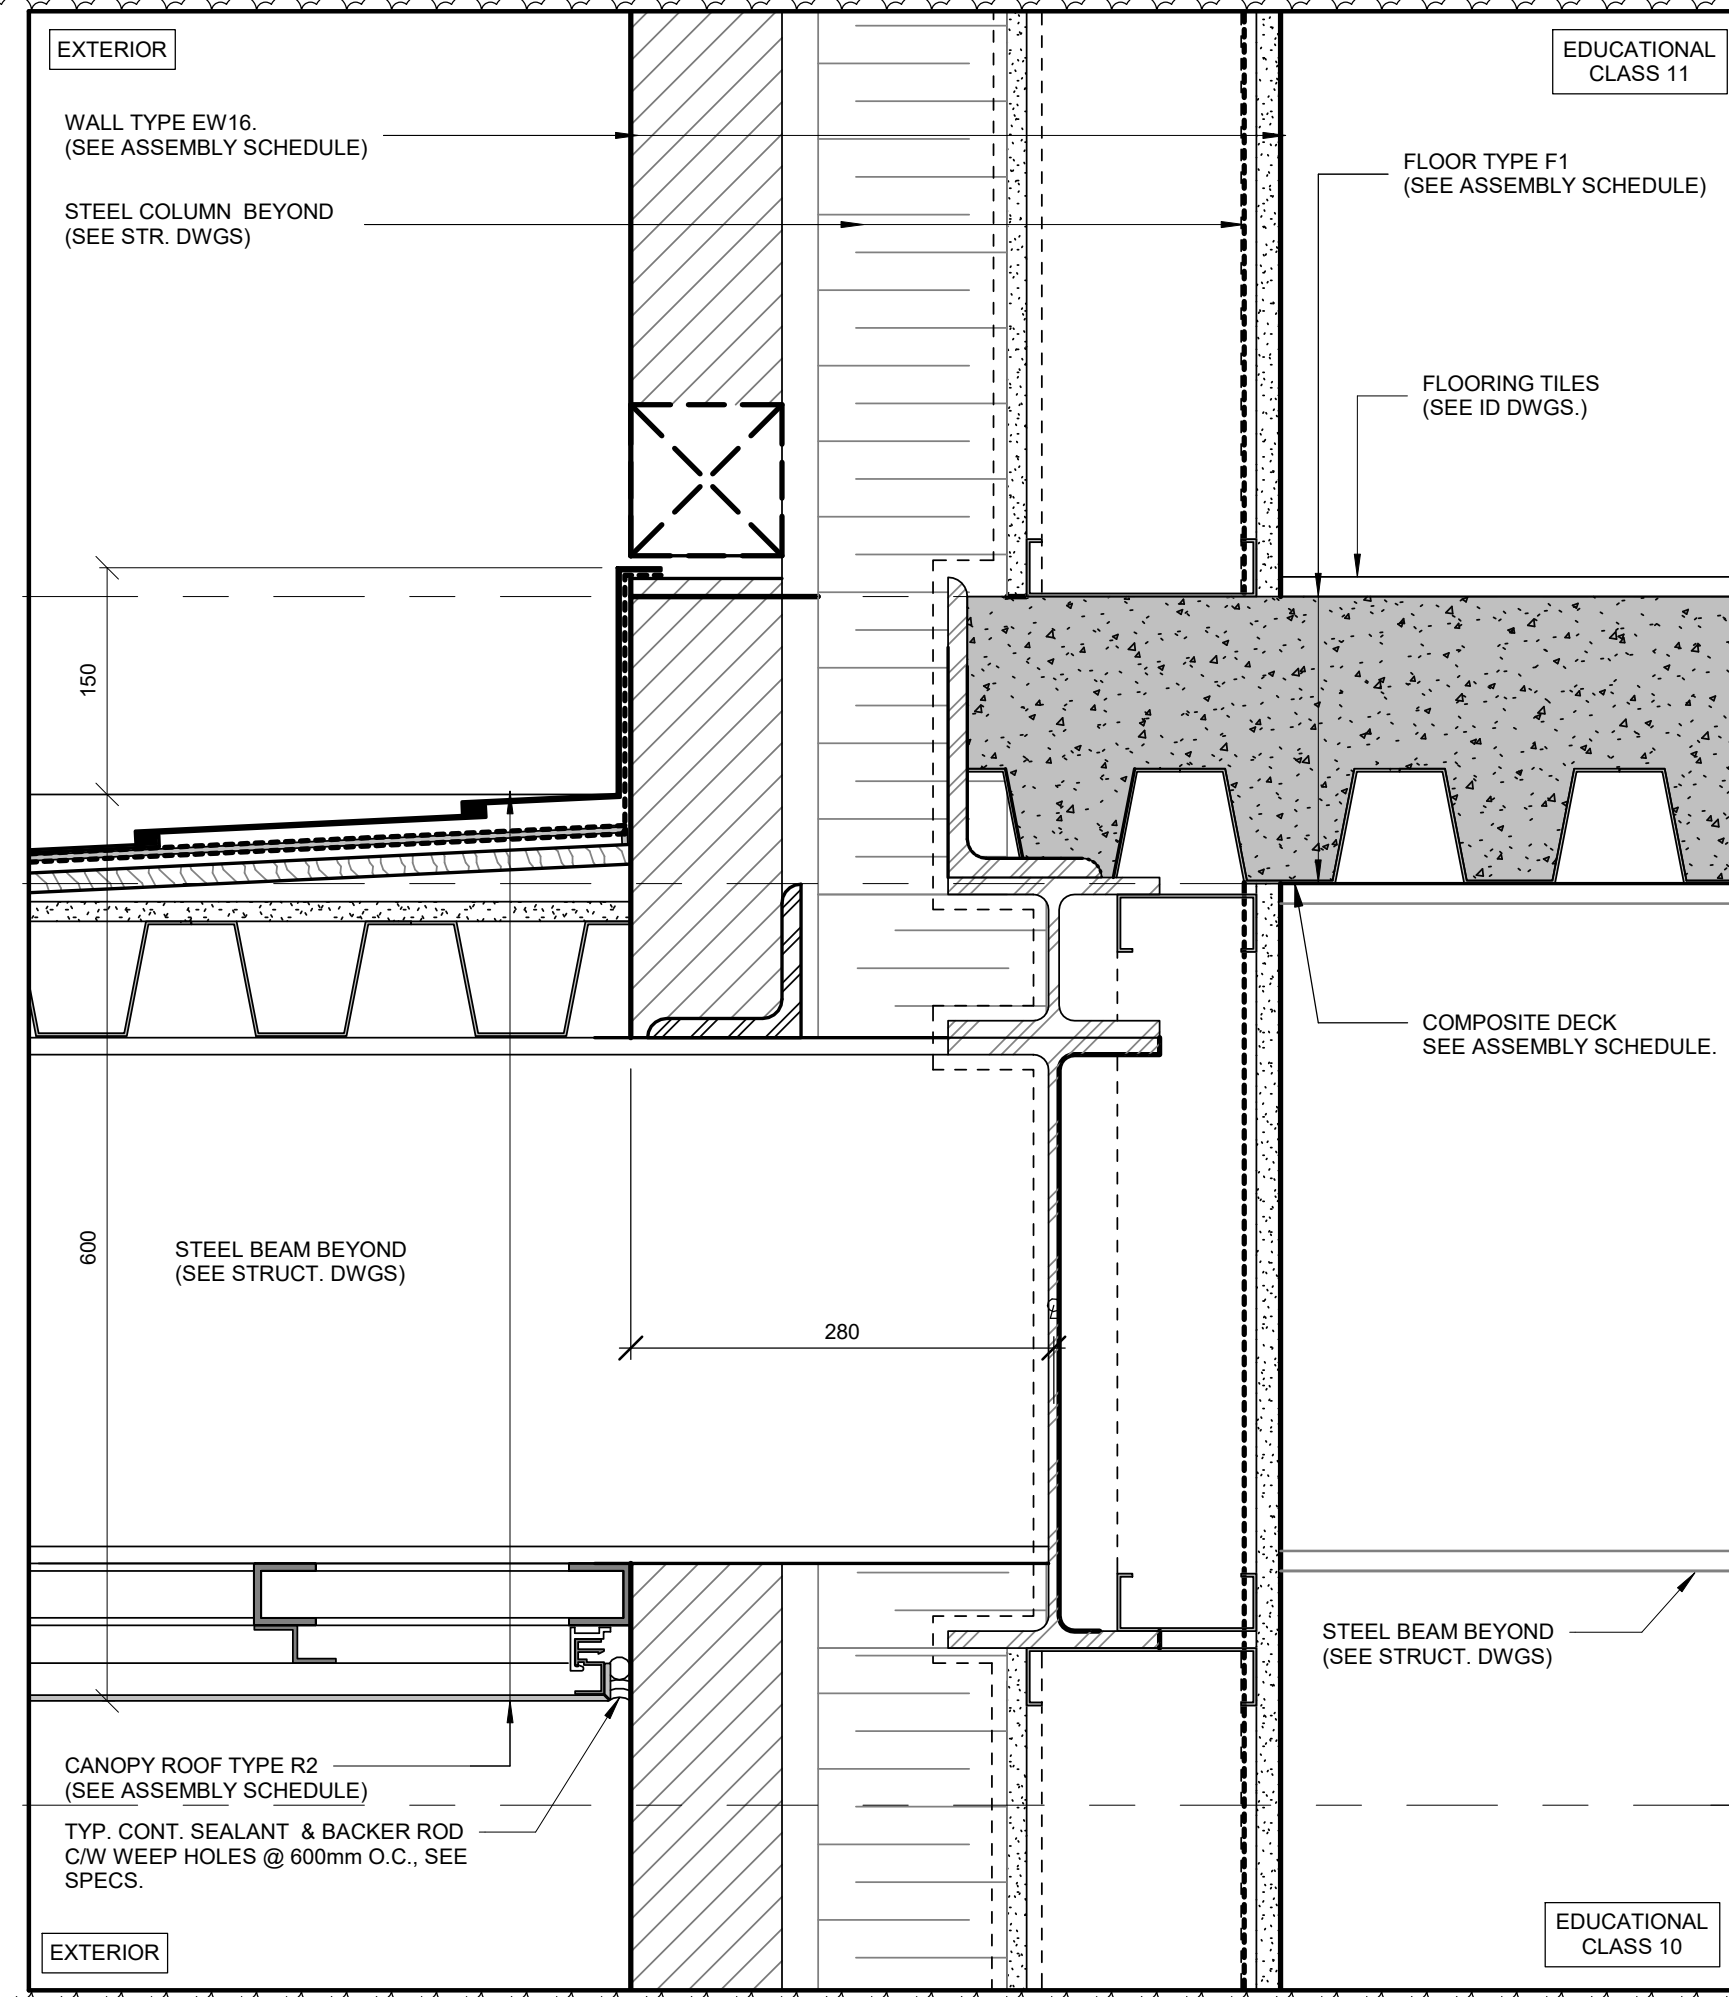 EXTERIOR
EDUCATIONAL
CLASS 11
WALL TYPE EW16.
(SEE ASSEMBLY SCHEDULE)
FLOOR TYPE F1
(SEE ASSEMBLY SCHEDULE)
STEEL COLUMN  BEYOND
(SEE STR. DWGS)
FLOORING TILES
(SEE ID DWGS.)
150
COMPOSITE DECK
SEE ASSEMBLY SCHEDULE.
600
STEEL BEAM BEYOND
(SEE STRUCT. DWGS)
280
STEEL BEAM BEYOND
(SEE STRUCT. DWGS)
CANOPY ROOF TYPE R2
(SEE ASSEMBLY SCHEDULE)
TYP. CONT. SEALANT  & BACKER ROD
C/W WEEP HOLES @ 600mm O.C., SEE
SPECS.
EXTERIOR
EDUCATIONAL
CLASS 10